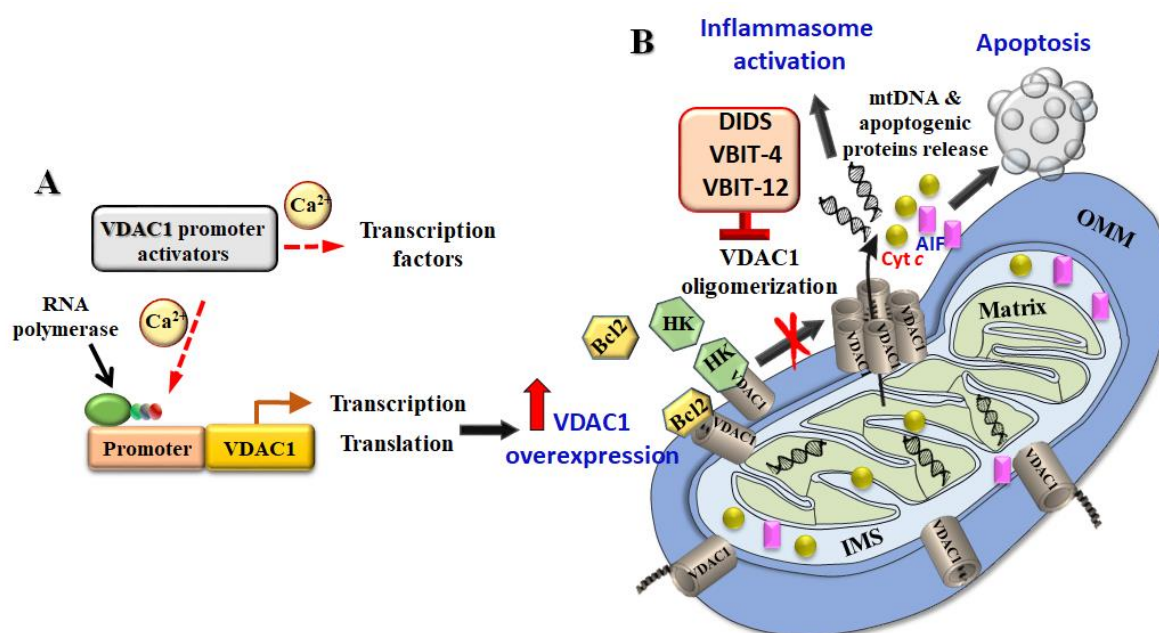 A
VDAC1 promoter
activators
Ca²⁺
Transcription
factors
RNA
polymerase
Ca²⁺
Promoter
VDAC1
Transcription
Translation
VDAC1
overexpression
B
Inflammasome
activation
Apoptosis
DIDS
VBIT-4
VBIT-12
mtDNA &
apoptogenic
proteins release
AIF
Cyt c
VDAC1
oligomerization
OMM
Bcl2
HK
HK
VDAC1
Bcl2
VDAC1
VDAC1
VDAC1
VDAC1
VDAC1
VDAC1
Matrix
IMS
VDAC1
VDAC1
VDAC1